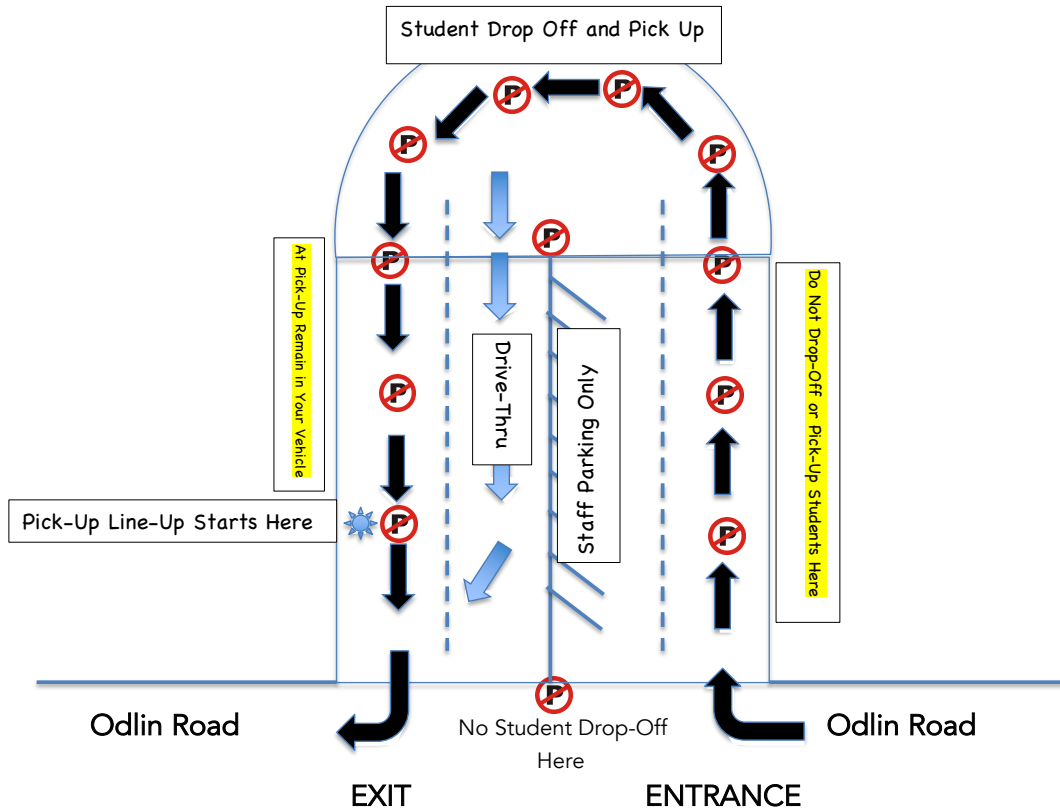 Student Drop Off and Pick Up
P
P
P
P
P
P
P
At Pick-Up Remain in Your Vehicle
Do Not Drop-Off or Pick-Up Students Here
Drive-Thru
Staff Parking Only
P
P
Pick-Up Line-Up Starts Here
P
P
P
Odlin Road
No Student Drop-Off
Here
Odlin Road
EXIT
ENTRANCE